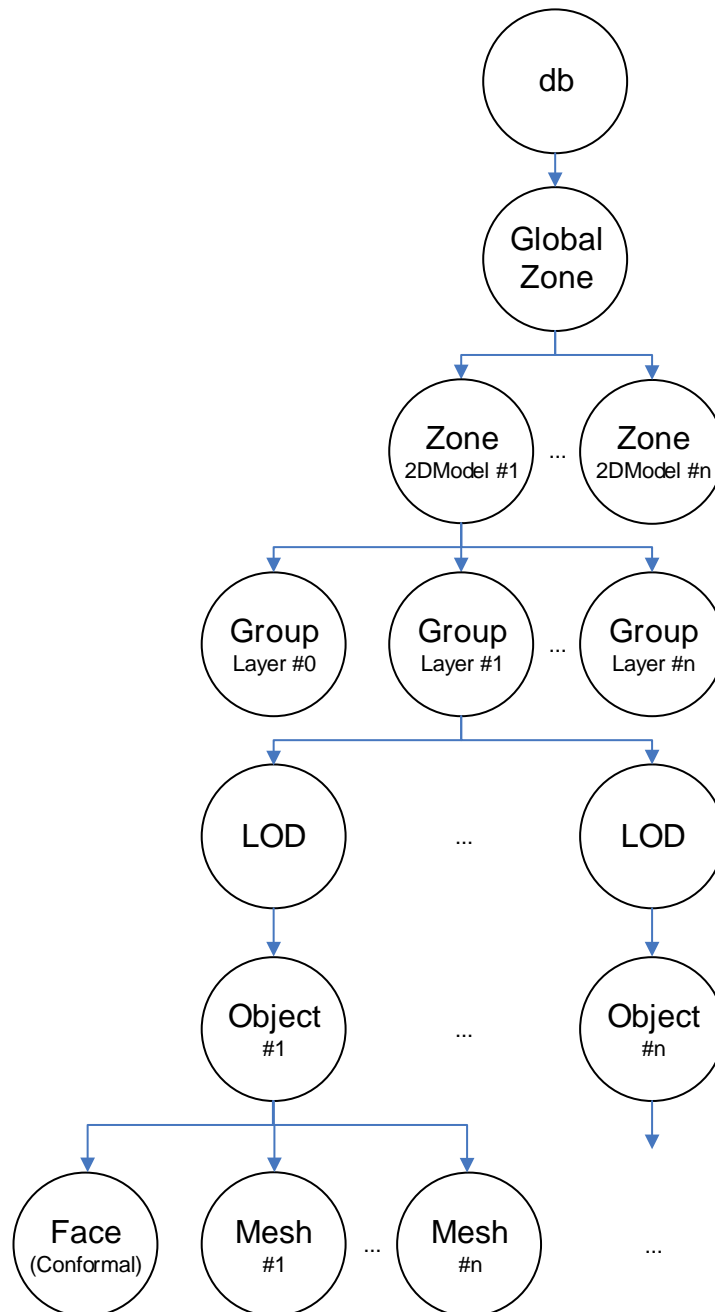 db
Global
Zone
Zone
2DModel #1
...
Zone
2DModel #n
Group
Layer #0
Group
Layer #1
...
Group
Layer #n
LOD
...
LOD
Object
#1
...
Object
#n
Face
(Conformal)
Mesh
#1
...
Mesh
#n
...